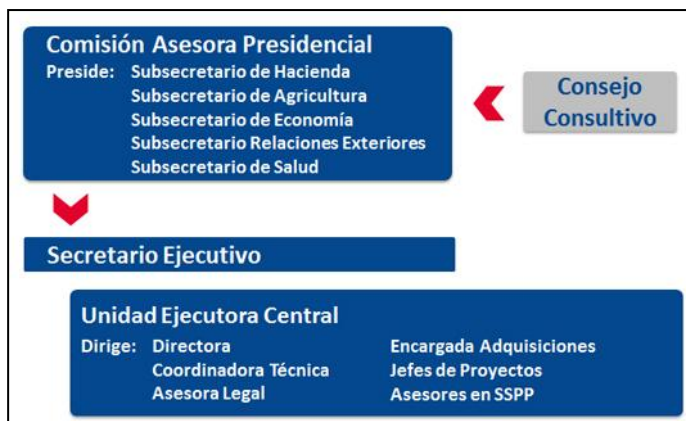 Comisión Asesora Presidencial
Preside: Subsecretario de Hacienda
Subsecretario de Agricultura
Subsecretario de Economía
Subsecretario Relaciones Exteriores
Subsecretario de Salud
Consejo
Consultivo
Secretario Ejecutivo
Unidad Ejecutora Central
Dirige: Directora
Coordinadora Técnica
Asesora Legal
Encargada Adquisiciones
Jefes de Proyectos
Asesores en SSPP